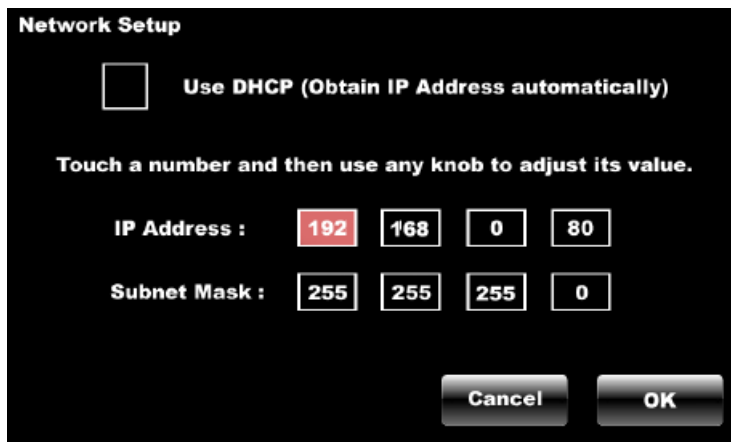 Network Setup
Use DHCP (Obtain IP Address automatically)
Touch a number and then use any knob to adjust its value.
IP Address : 192 168 0 80
Subnet Mask : 255 255 255 0
Cancel OK